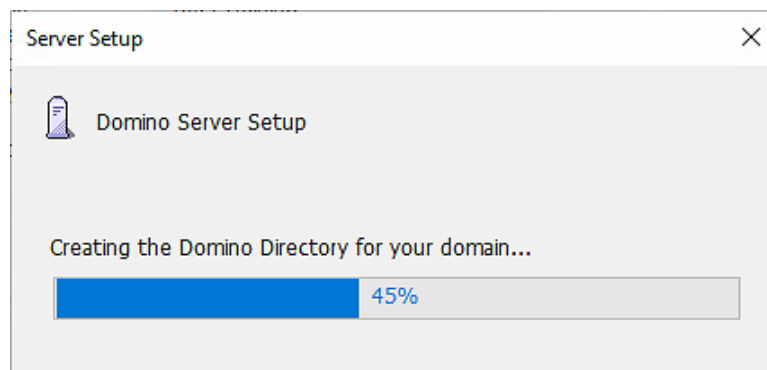 Server Setup
Domino Server Setup
Creating the Domino Directory for your domain...
45%